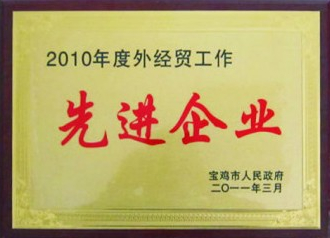 2010年度外经贸工作
先进企业
宝鸡市人民政府
二〇一一年三月